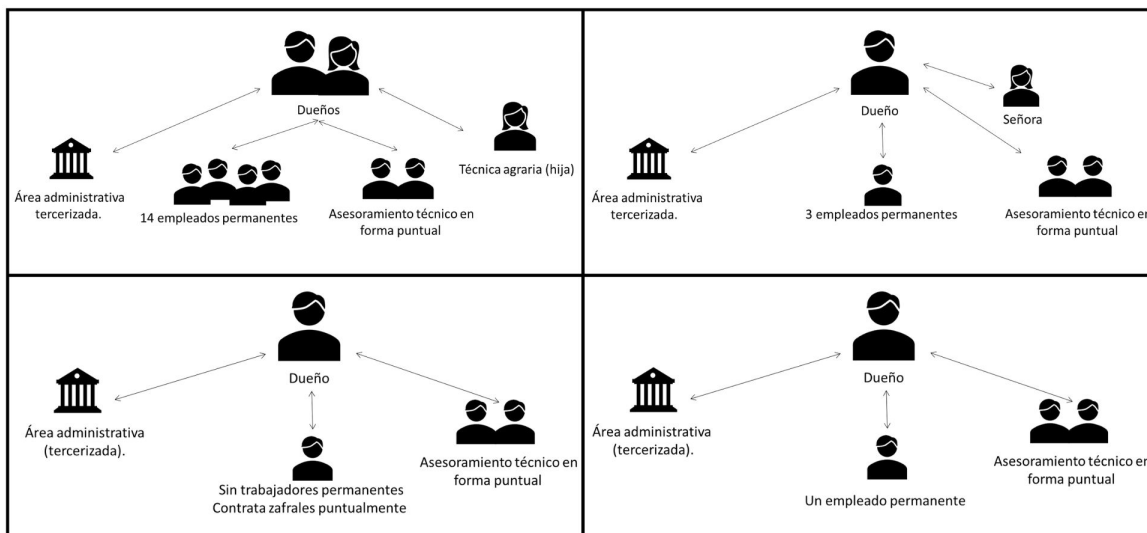 Dueños
Técnica agraria (hija)
Área administrativa
tercerizada.
14 empleados permanentes
Asesoramiento técnico en
forma puntual
Dueño
Señora
Área administrativa
tercerizada.
3 empleados permanentes
Asesoramiento técnico en
forma puntual
Dueño
Área administrativa
(tercerizada).
Asesoramiento técnico en
forma puntual
Sin trabajadores permanentes
Contrata zafrales puntualmente
Dueño
Área administrativa
(tercerizada).
Asesoramiento técnico en
forma puntual
Un empleado permanente